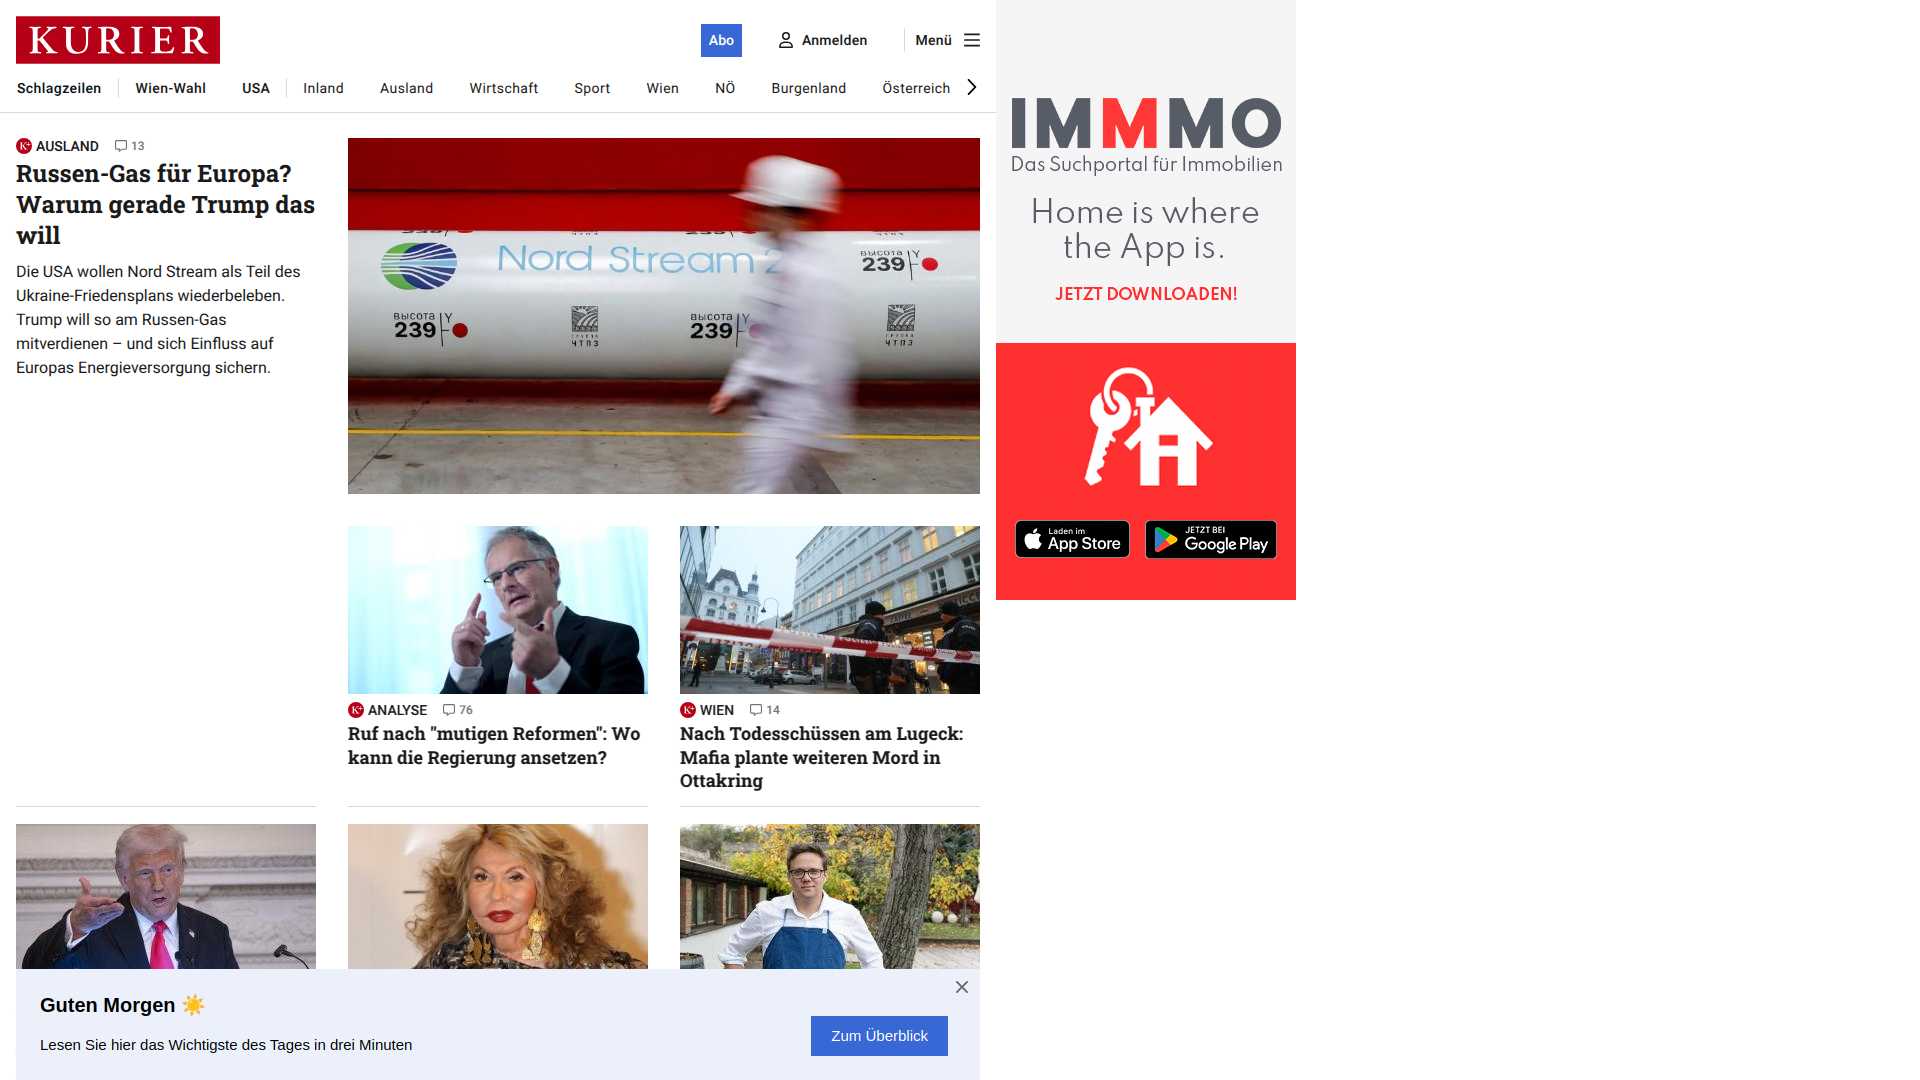 KURIER
Abo
Anmelden
Menü
Schlagzeilen
Wien-Wahl
USA
Inland
Ausland
Wirtschaft
Sport
Wien
NÖ
Burgenland
Österreich
K+ AUSLAND 13
Russen-Gas für Europa?
Warum gerade Trump das
will
Die USA wollen Nord Stream als Teil des
Ukraine-Friedensplans wiederbeleben.
Trump will so am Russen-Gas
mitverdienen – und sich Einfluss auf
Europas Energieversorgung sichern.
Nord Stream 2
ВЫСОТА
239
ВЫСОТА
239
ЧТПЗ
ВЫСОТА
239
ЧТПЗ
K+ ANALYSE 76
Ruf nach "mutigen Reformen": Wo
kann die Regierung ansetzen?
K+ WIEN 14
Nach Todesschüssen am Lugeck:
Mafia plante weiteren Mord in
Ottakring
Guten Morgen ☀️
Lesen Sie hier das Wichtigste des Tages in drei Minuten
Zum Überblick
IMMMO
Das Suchportal für Immobilien
Home is where
the App is.
JETZT DOWNLOADEN!
Laden im
App Store
JETZT BEI
Google Play